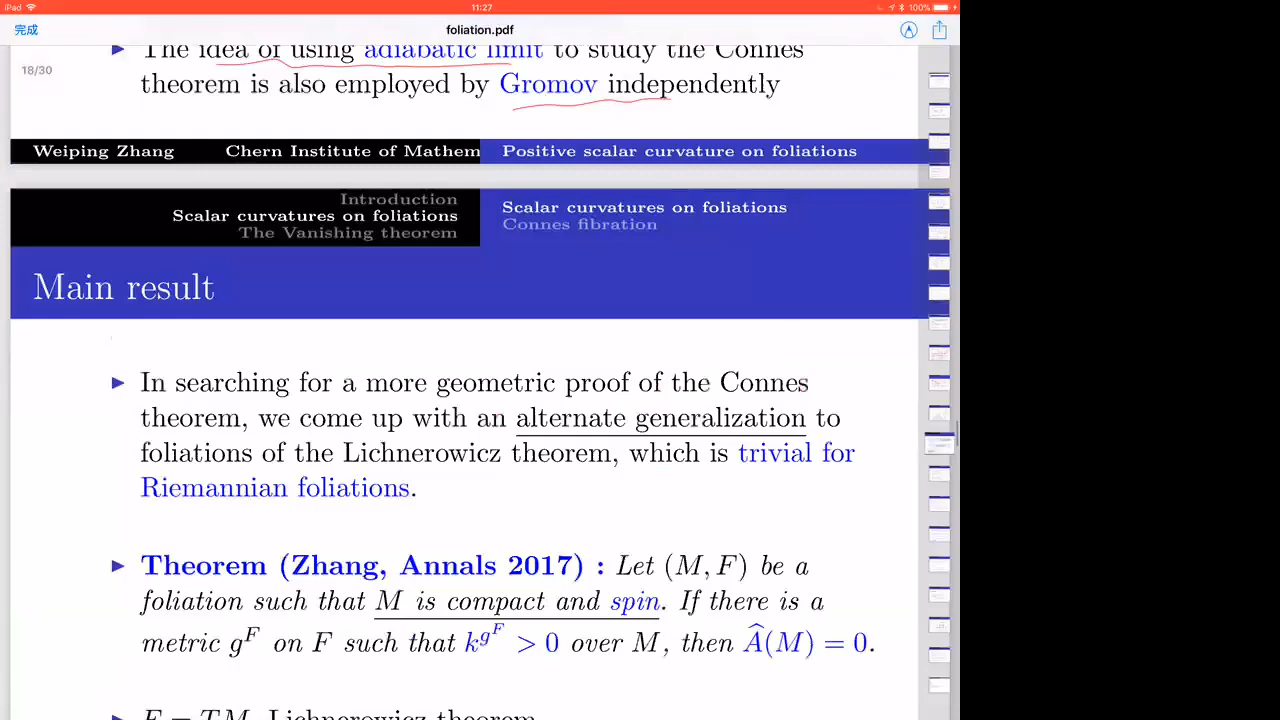 iPad 11:27 100%
完成 foliation.pdf
The idea of using adiabatic limit to study the Connes
18/30
theorem is also employed by Gromov independently
Weiping Zhang Chern Institute of Mathem Positive scalar curvature on foliations
Introduction
Scalar curvatures on foliations
The Vanishing theorem
Scalar curvatures on foliations
Connes fibration
Main result
▶ In searching for a more geometric proof of the Connes
theorem, we come up with an alternate generalization to
foliations of the Lichnerowicz theorem, which is trivial for
Riemannian foliations.
▶ Theorem (Zhang, Annals 2017) : Let (M, F) be a
foliation such that M is compact and spin. If there is a
metric g^F on F such that k^{g^F} > 0 over M, then Â(M) = 0.
▶ F = TM, Lichnerowicz theorem